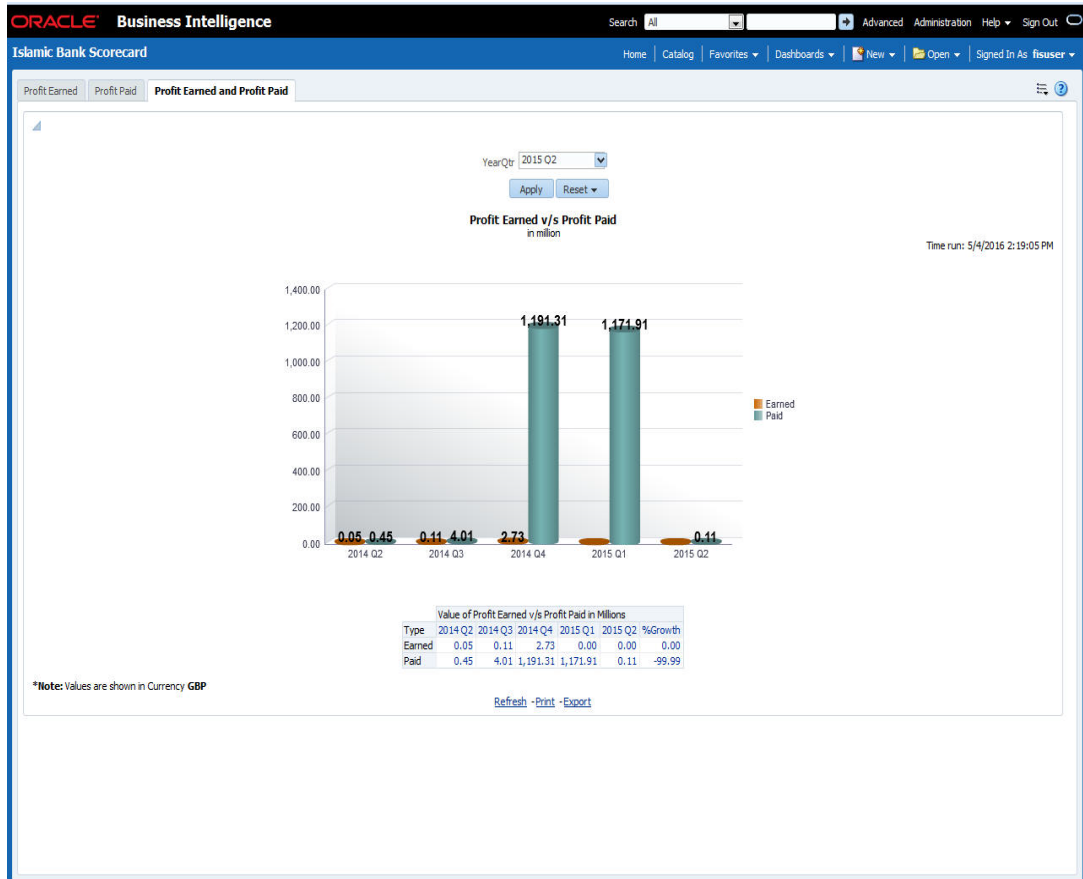 ORACLE Business Intelligence
Search All Advanced Administration Help Sign Out
Islamic Bank Scorecard
Home Catalog Favorites Dashboards New Open Signed In As fisuser
Profit Earned Profit Paid Profit Earned and Profit Paid
YearQtr 2015 Q2
Apply Reset
Profit Earned v/s Profit Paid
in million
Time run: 5/4/2016 2:19:05 PM
1,400.00
1,200.00
1,000.00
800.00
600.00
400.00
200.00
0.00
1,191.31 1,171.91
0.05 0.45 0.11 4.01 2.73 0.11
2014 Q2 2014 Q3 2014 Q4 2015 Q1 2015 Q2
Earned
Paid
Value of Profit Earned v/s Profit Paid in Millions
Type 2014 Q2 2014 Q3 2014 Q4 2015 Q1 2015 Q2 %Growth
Earned 0.05 0.11 2.73 0.00 0.00 0.00
Paid 0.45 4.01 1,191.31 1,171.91 0.11 -99.99
*Note: Values are shown in Currency GBP
Refresh - Print - Export